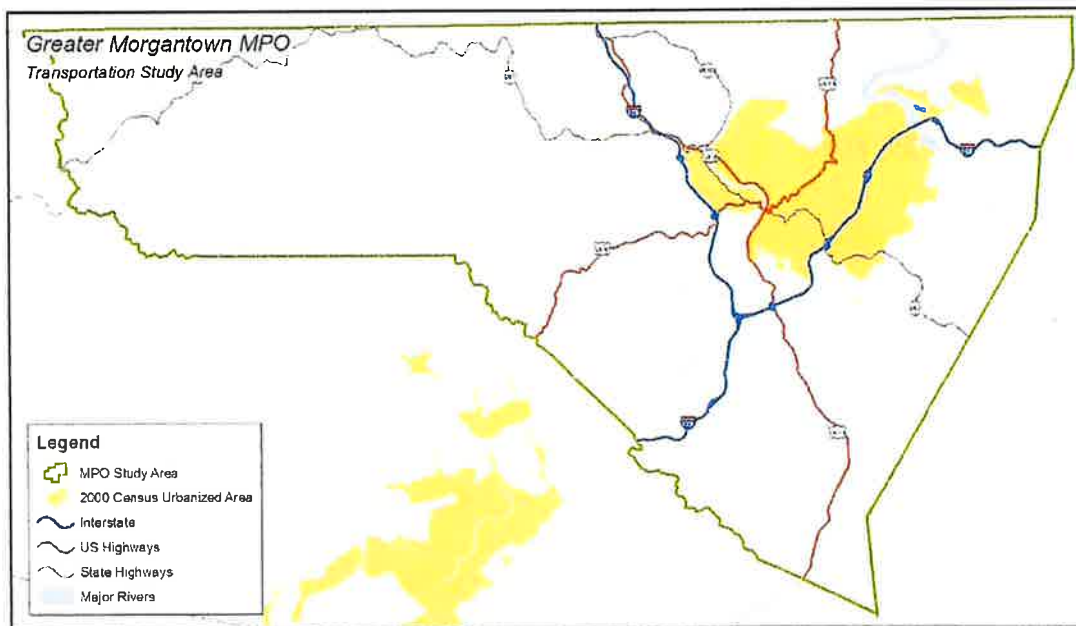 Greater Morgantown MPO
Transportation Study Area
Legend
MPO Study Area
2000 Census Urbanized Area
Interstate
US Highways
State Highways
Major Rivers